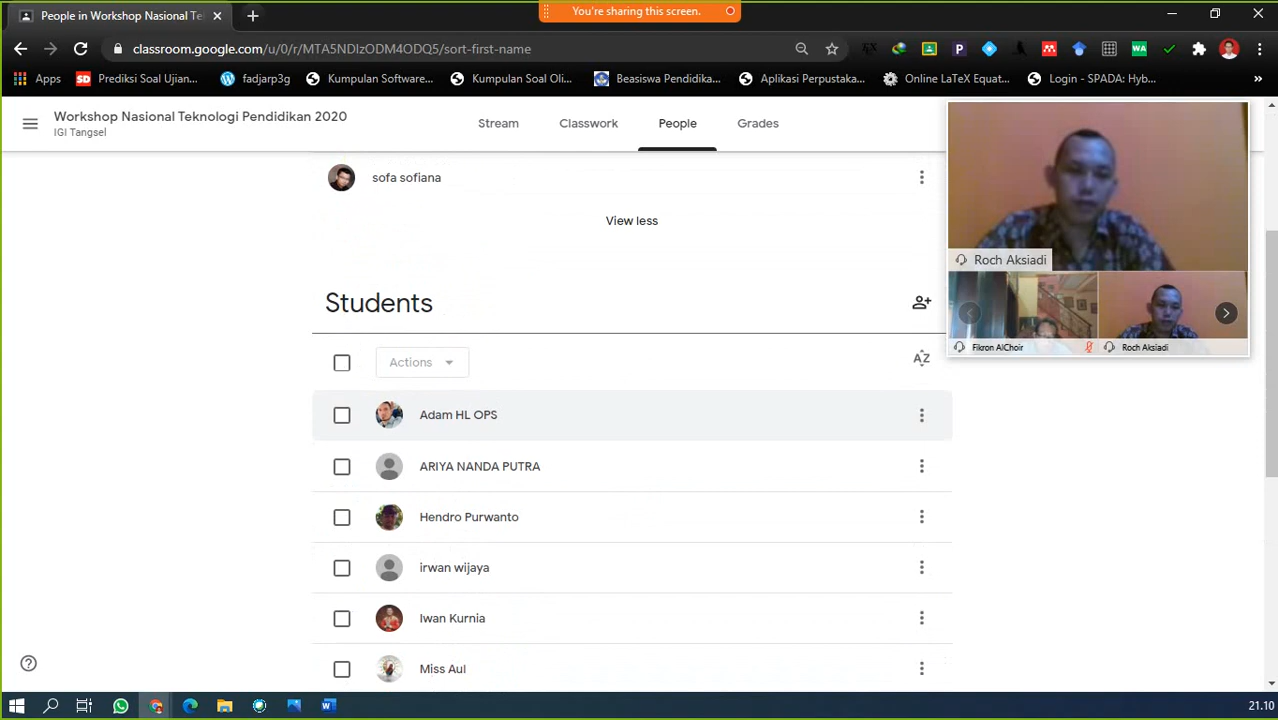 People in Workshop Nasional Te
You're sharing this screen.
classroom.google.com/u/0/r/MTA5NDIzODM4ODQ5/sort-first-name
Apps
Prediksi Soal Ujian...
fadjarp3g
Kumpulan Software...
Kumpulan Soal Oli...
Beasiswa Pendidika...
Aplikasi Perpustaka...
Online LaTeX Equat...
Login - SPADA: Hyb...
Workshop Nasional Teknologi Pendidikan 2020
IGI Tangsel
Stream
Classwork
People
Grades
sofa sofiana
View less
Roch Aksiadi
Fikron AlChoir
Roch Aksiadi
Students
Actions
AZ
Adam HL OPS
ARIYA NANDA PUTRA
Hendro Purwanto
irwan wijaya
Iwan Kurnia
Miss Aul
21.10